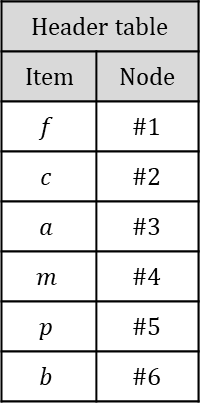 Header table
Item Node
f #1
c #2
a #3
m #4
p #5
b #6